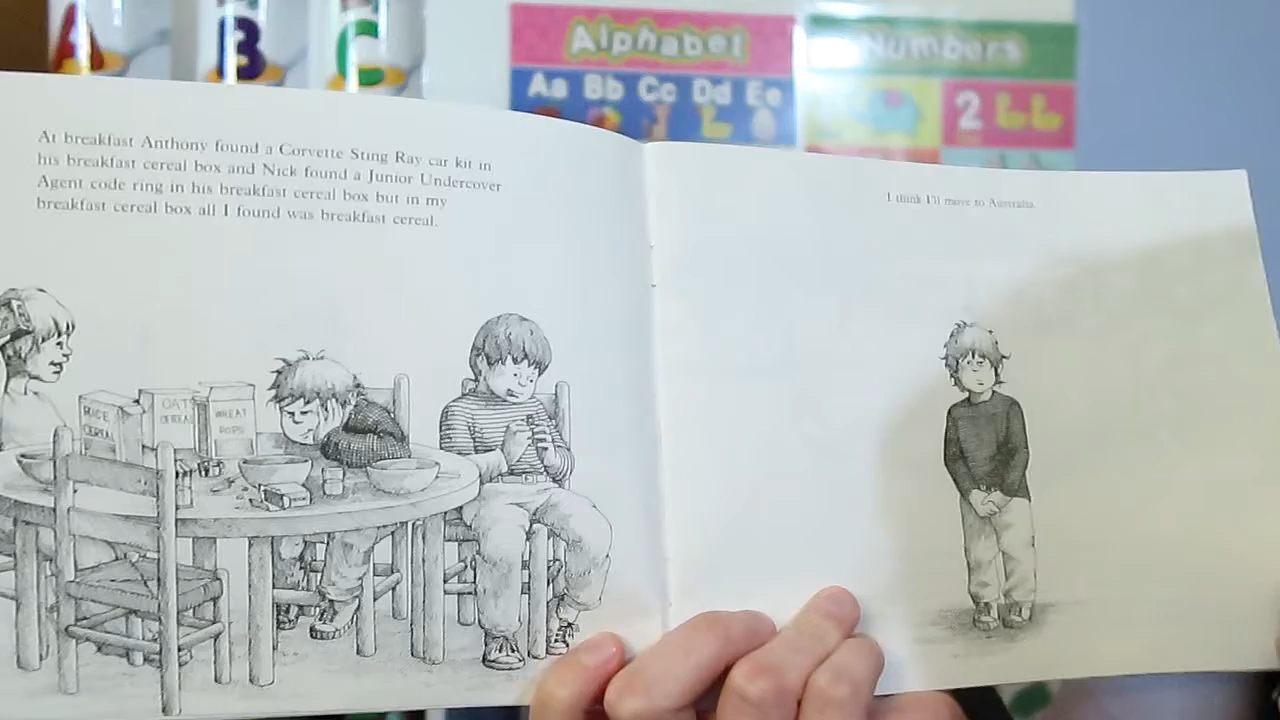 A B C
Alphabet
Aa Bb Cc Dd Ee
Numbers
2
At breakfast Anthony found a Corvette Sting Ray car kit in
his breakfast cereal box and Nick found a Junior Undercover
Agent code ring in his breakfast cereal box but in my
breakfast cereal box all I found was breakfast cereal.
I think I'll move to Australia.
RICE
CEREAL
OAT
CEREAL
WHEAT
POPS